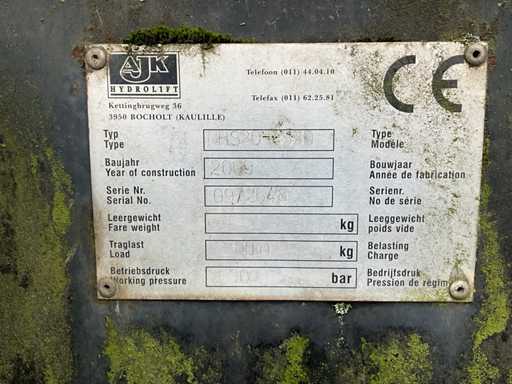 AJK
HYDROLIFT
Telefoon (011) 44.04.10
Kettingbrugweg 36
3950 BOCHOLT (KAULILLE)
Telefax (011) 62.25.81
CE
Typ
Type
Type
Modèle
Baujahr
Year of construction
Bouwjaar
Année de fabrication
Serie Nr.
Serial No.
Serienr.
No de série
Leergewicht
Fare weight
kg
Leeggewicht
poids vide
Traglast
Load
kg
Belasting
Charge
Betriebsdruck
Working pressure
bar
Bedrijfsdruk
Pression de régime